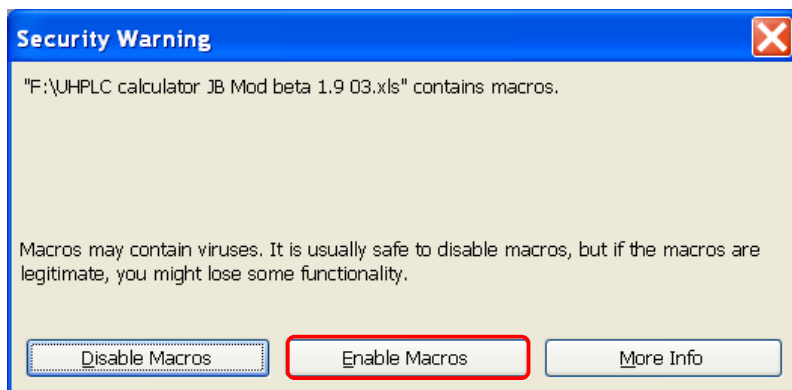 Security Warning
"F:\UHPLC calculator JB Mod beta 1.9 03.xls" contains macros.
Macros may contain viruses. It is usually safe to disable macros, but if the macros are
legitimate, you might lose some functionality.
Disable Macros Enable Macros More Info